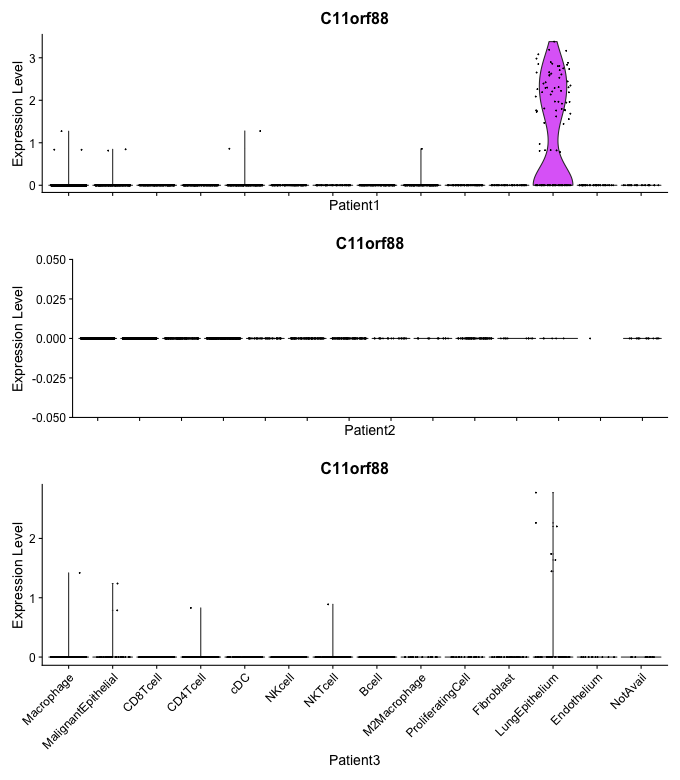 C11orf88
Expression Level
3
2
1
0
Patient1
C11orf88
Expression Level
0.050
0.025
0.000
-0.025
-0.050
Patient2
C11orf88
Expression Level
2
1
0
Macrophage
MalignantEpithelial
CD8Tcell
CD4Tcell
cDC
NKcell
NKTcell
Bcell
M2Macrophage
ProliferatingCell
Fibroblast
LungEpithelium
Endothelium
NotAvail
Patient3